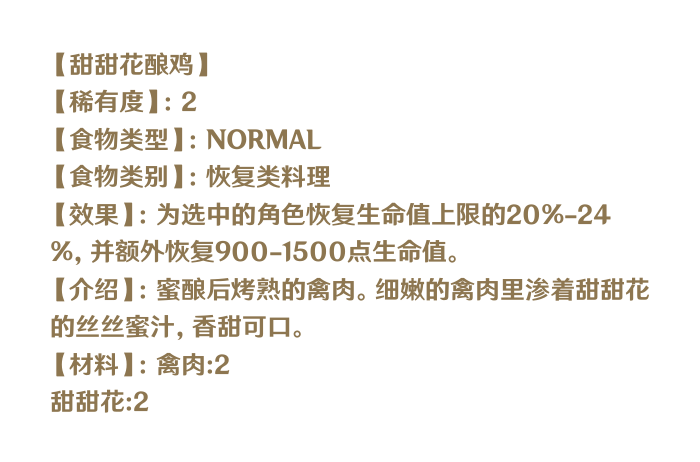 【甜甜花酿鸡】
【稀有度】：2
【食物类型】：NORMAL
【食物类别】：恢复类料理
【效果】：为选中的角色恢复生命值上限的20%-24
%，并额外恢复900-1500点生命值。
【介绍】：蜜酿后烤熟的禽肉。细嫩的禽肉里渗着甜甜花
的丝丝蜜汁，香甜可口。
【材料】：禽肉:2
甜甜花:2